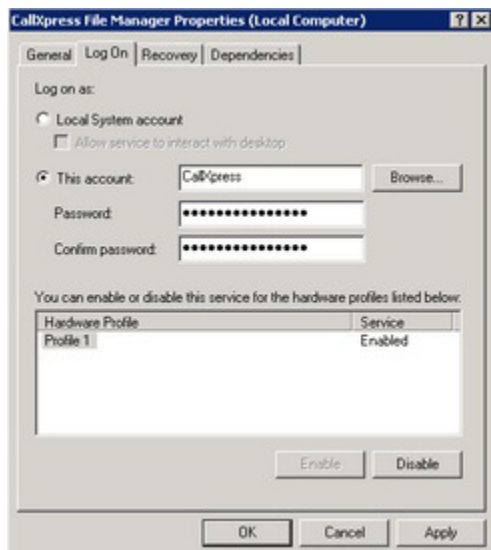 CallXpress File Manager Properties (Local Computer)
General Log On Recovery Dependencies
Log on as:
Local System account
Allow service to interact with desktop
This account: CallXpress Browse...
Password: •••••••••••••••
Confirm password: •••••••••••••••
You can enable or disable this service for the hardware profiles listed below:
Hardware Profile Service
Profile 1 Enabled
Enable Disable
OK Cancel Apply